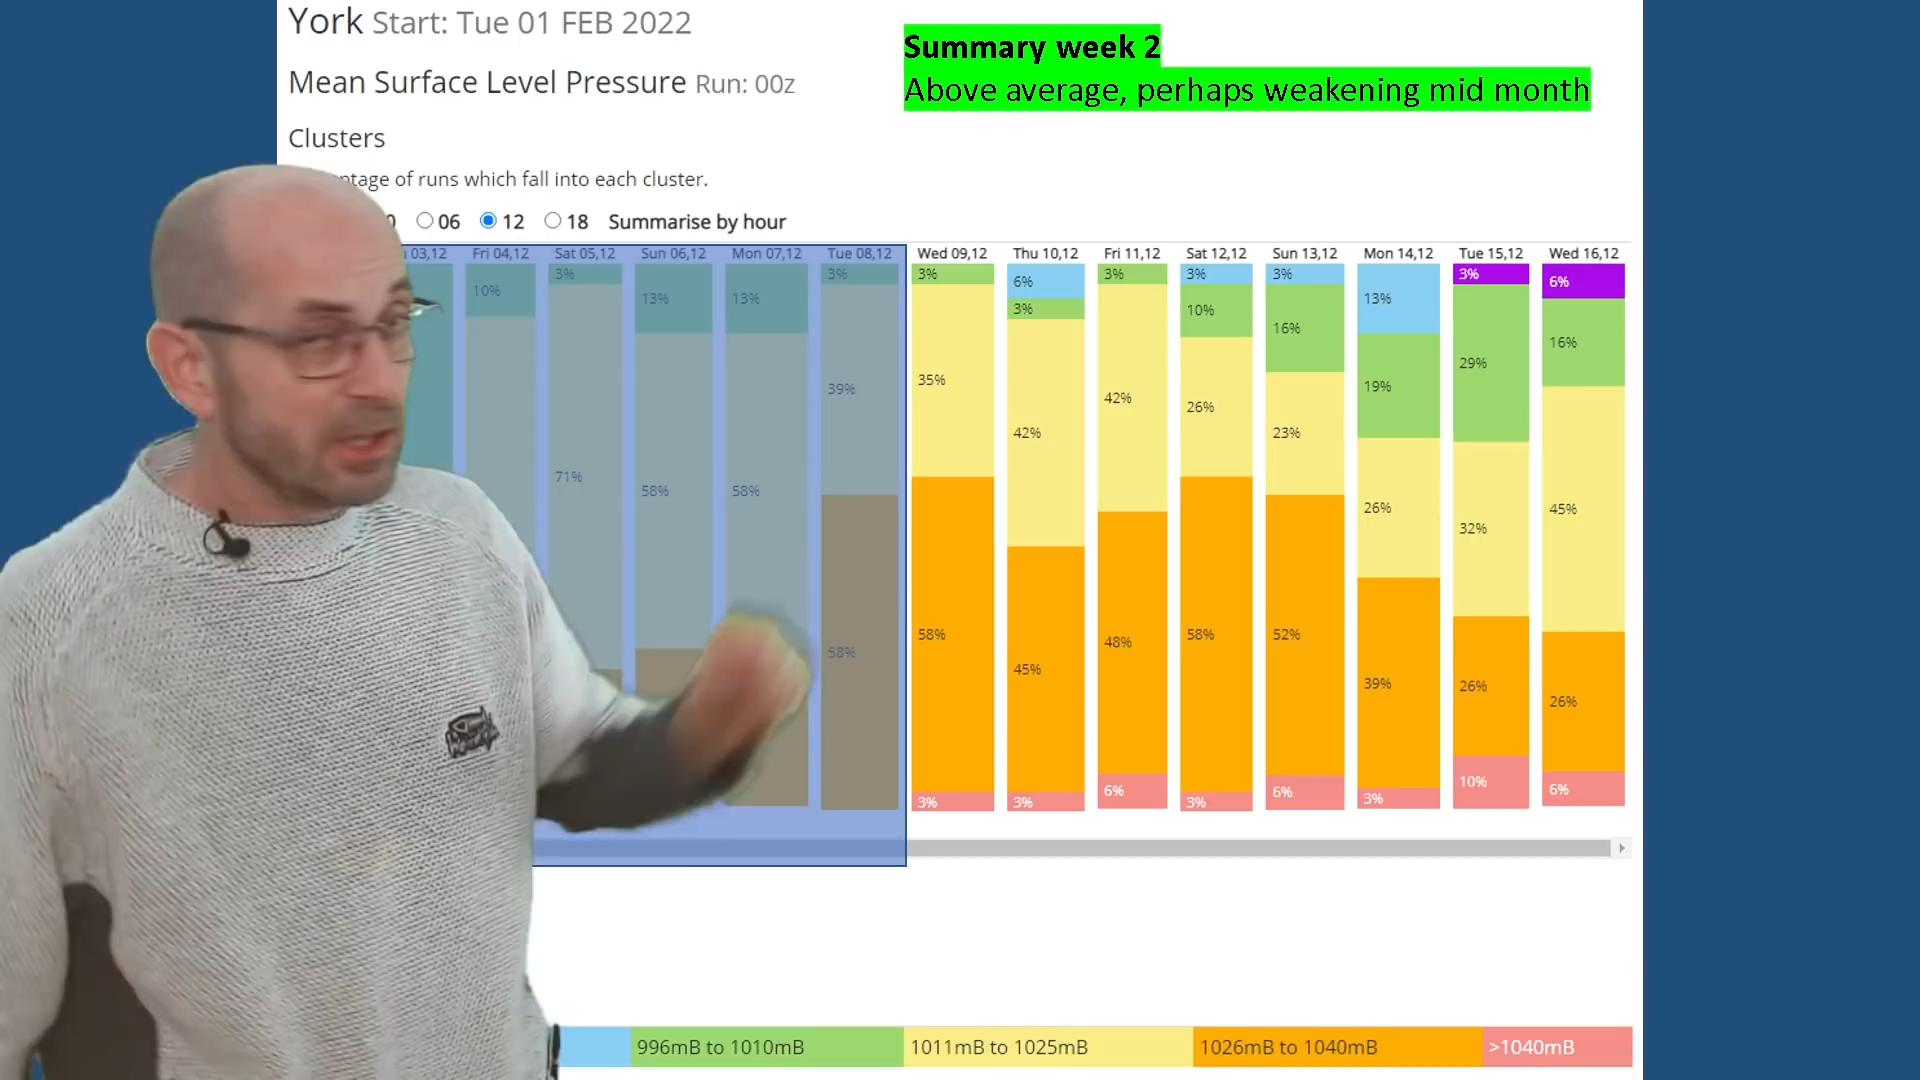 York Start: Tue 01 FEB 2022
Summary week 2
Above average, perhaps weakening mid month
Mean Surface Level Pressure Run: 00z
Clusters
ntage of runs which fall into each cluster.
0 06 12 18 Summarise by hour
03,12 Fri 04,12 Sat 05,12 Sun 06,12 Mon 07,12 Tue 08,12 Wed 09,12 Thu 10,12 Fri 11,12 Sat 12,12 Sun 13,12 Mon 14,12 Tue 15,12 Wed 16,12
3% 3% 3% 3% 3% 3% 3%
10% 13% 13% 6% 13% 6%
3% 10% 16% 16%
39% 35% 42% 26% 19% 29%
71% 58% 58% 42% 23% 26% 32% 45%
58% 58% 45% 48% 58% 52% 39% 26% 26%
3% 3% 6% 3% 6% 3% 10% 6%
996mB to 1010mB 1011mB to 1025mB 1026mB to 1040mB >1040mB